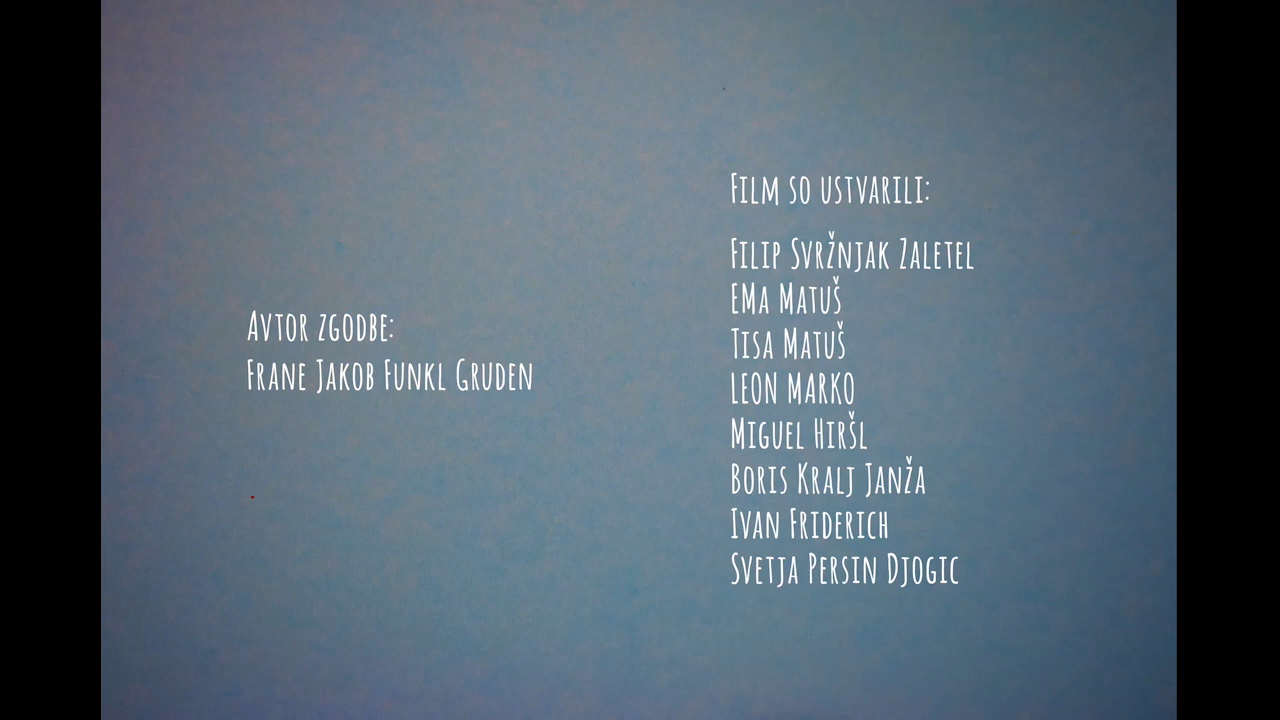 Avtor zgodbe:
Frane Jakob Funkl Gruden
Film so ustvarili:
Filip Svržnjak Zaletel
EMa Matuš
Tisa Matuš
LEON MARKO
Miguel Hiršl
Boris Kralj Janža
Ivan Friderich
Svetja Persin Djogic